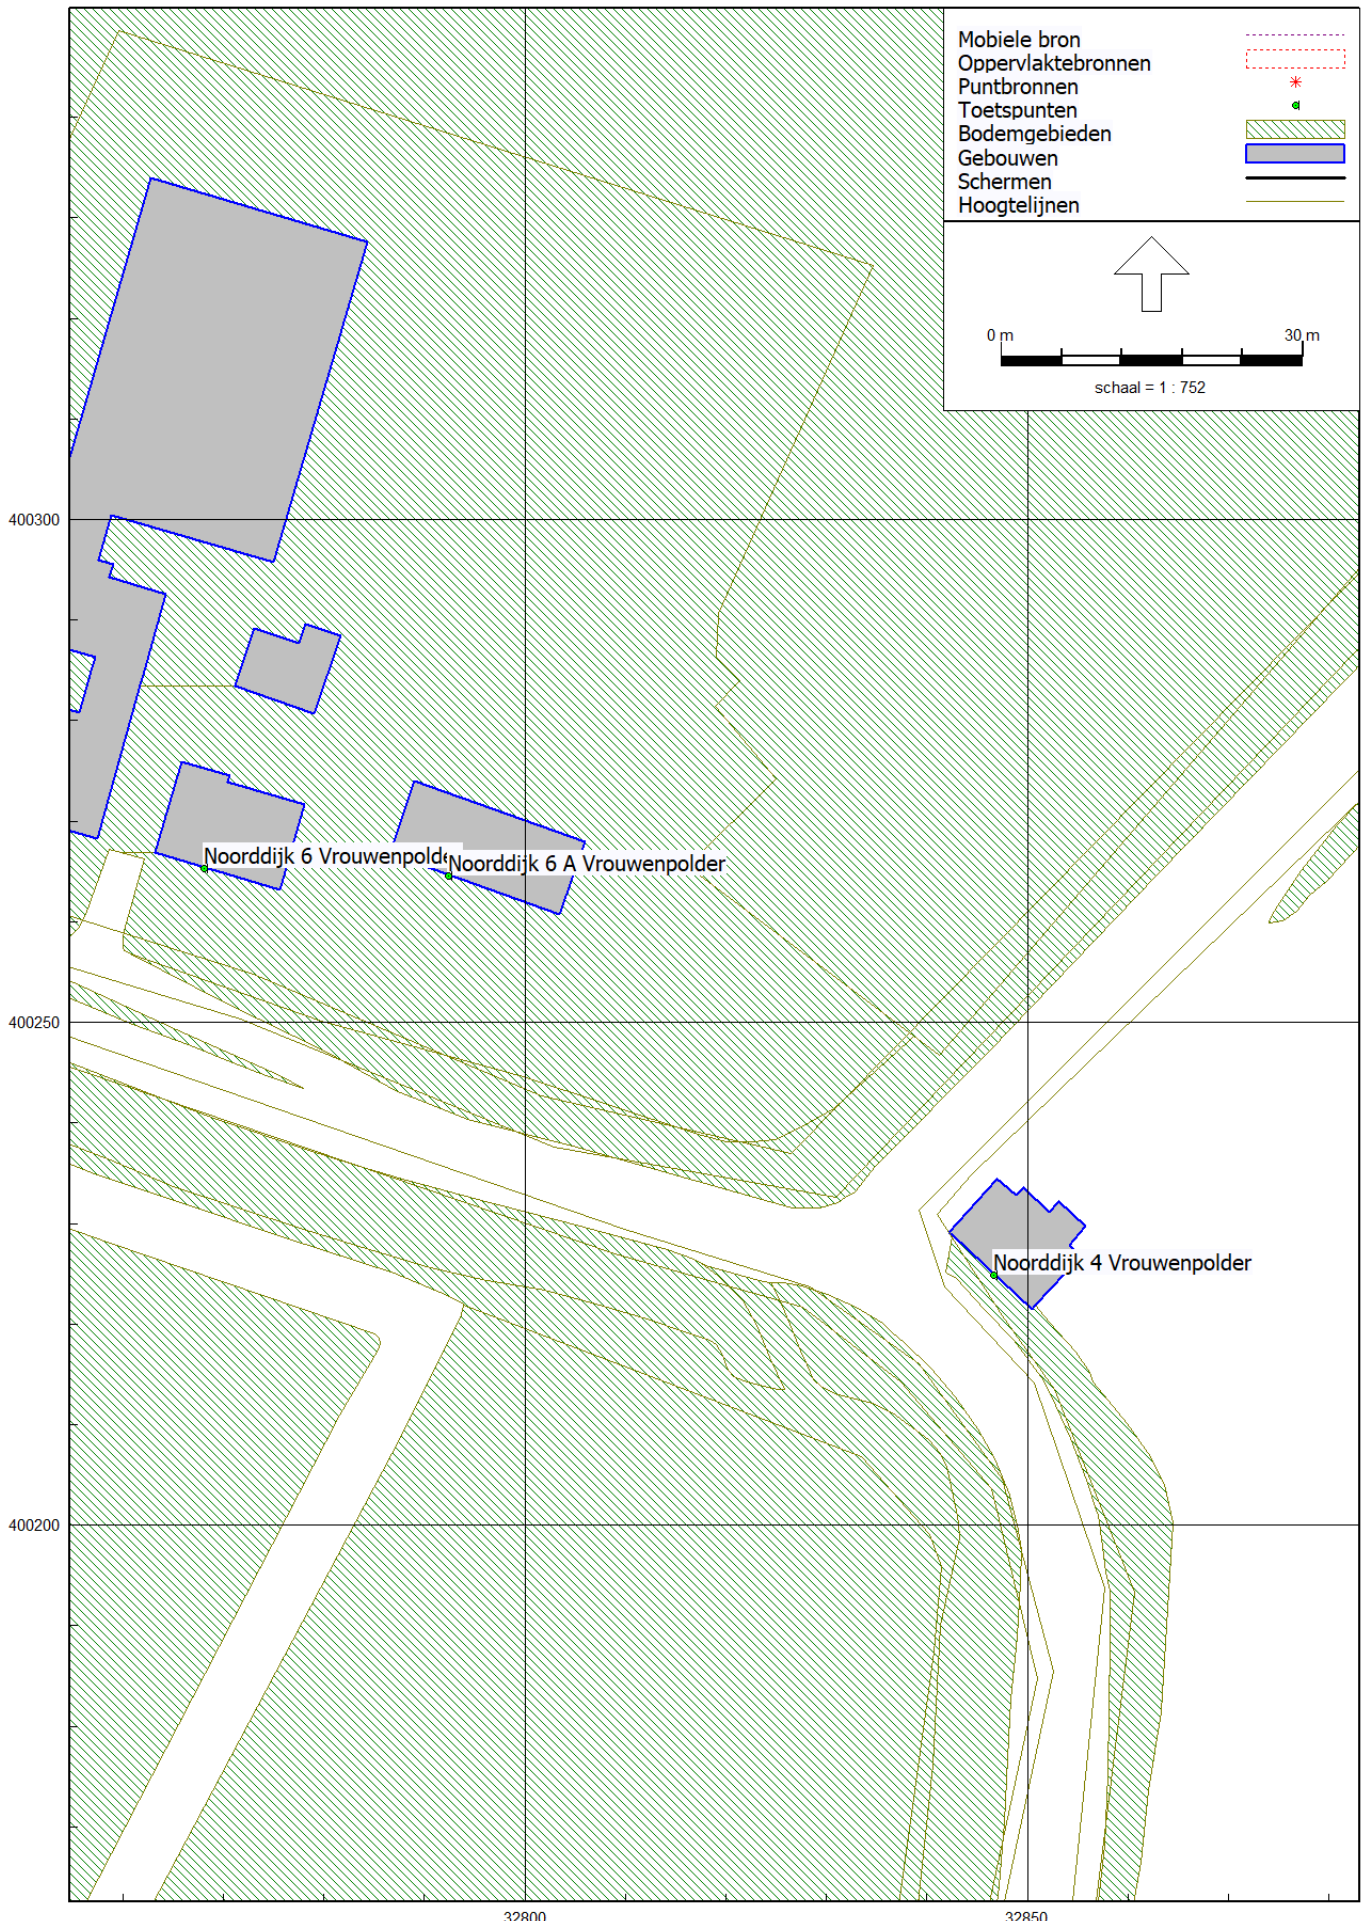 Mobiele bron
Oppervlaktebronnen
Puntbronnen
Toetspunten
Bodemgebieden
Gebouwen
Schermen
Hoogtelijnen
0 m 30 m
schaal = 1 : 752
400300
Noorddijk 6 Vrouwenpolde
Noorddijk 6 A Vrouwenpolder
400250
Noorddijk 4 Vrouwenpolder
400200
32800 32850